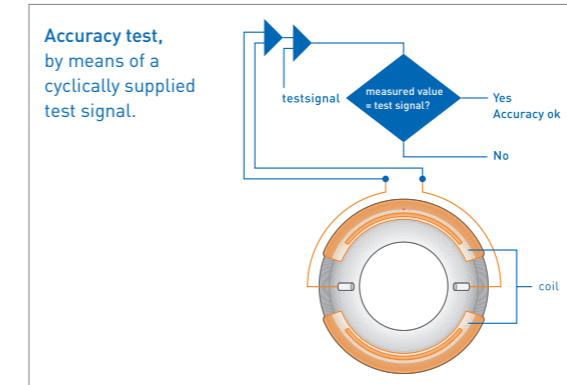 Accuracy test,
by means of a
cyclically supplied
test signal.
testsignal
measured value
= test signal?
Yes
Accuracy ok
No
coil